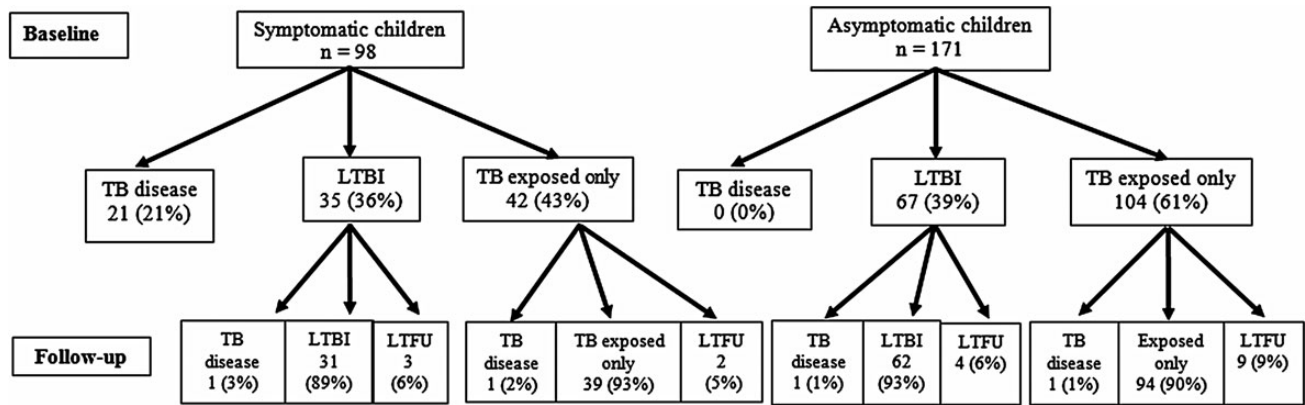 Baseline
Symptomatic children
n = 98
Asymptomatic children
n = 171
TB disease
21 (21%)
LTBI
35 (36%)
TB exposed only
42 (43%)
TB disease
0 (0%)
LTBI
67 (39%)
TB exposed only
104 (61%)
Follow-up
TB
disease
1 (3%)
LTBI
31
(89%)
LTFU
3
(6%)
TB
disease
1 (2%)
TB exposed
only
39 (93%)
LTFU
2
(5%)
TB
disease
1 (1%)
LTBI
62
(93%)
LTFU
4 (6%)
TB
disease
1 (1%)
Exposed
only
94 (90%)
LTFU
9 (9%)